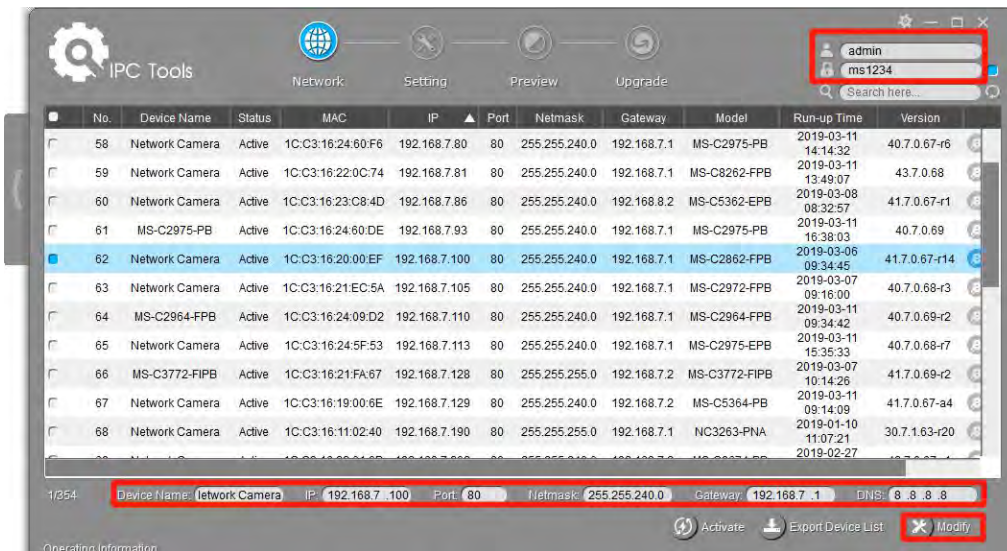 IPC Tools
Network Setting Preview Upgrade
admin
ms1234
Search here...
No. Device Name Status MAC IP Port Netmask Gateway Model Run-up Time Version
58 Network Camera Active 1C:C3:16:24:60:F6 192.168.7.80 80 255.255.240.0 192.168.7.1 MS-C2975-PB 2019-03-11 14:14:32 40.7.0.67-r6
59 Network Camera Active 1C:C3:16:22:0C:74 192.168.7.81 80 255.255.240.0 192.168.7.1 MS-C8262-FPB 2019-03-11 13:49:07 43.7.0.68
60 Network Camera Active 1C:C3:16:23:C8:4D 192.168.7.86 80 255.255.240.0 192.168.8.2 MS-C5362-EPB 2019-03-08 08:32:57 41.7.0.67-r1
61 MS-C2975-PB Active 1C:C3:16:24:60:DE 192.168.7.93 80 255.255.240.0 192.168.7.1 MS-C2975-PB 2019-03-11 16:38:03 40.7.0.69
62 Network Camera Active 1C:C3:16:20:00:EF 192.168.7.100 80 255.255.240.0 192.168.7.1 MS-C2862-FPB 2019-03-06 09:34:45 41.7.0.67-r14
63 Network Camera Active 1C:C3:16:21:EC:5A 192.168.7.105 80 255.255.240.0 192.168.7.1 MS-C2972-FPB 2019-03-07 09:16:00 40.7.0.68-r3
64 MS-C2964-FPB Active 1C:C3:16:24:09:D2 192.168.7.110 80 255.255.240.0 192.168.7.1 MS-C2964-FPB 2019-03-11 09:34:42 40.7.0.69-r2
65 Network Camera Active 1C:C3:16:24:5F:53 192.168.7.113 80 255.255.240.0 192.168.7.1 MS-C2975-EPB 2019-03-11 15:35:33 40.7.0.68-r7
66 MS-C3772-FIPB Active 1C:C3:16:21:FA:67 192.168.7.128 80 255.255.240.0 192.168.7.2 MS-C3772-FIPB 2019-03-07 10:14:26 41.7.0.69-r2
67 Network Camera Active 1C:C3:16:19:00:6E 192.168.7.129 80 255.255.240.0 192.168.7.2 MS-C5364-PB 2019-03-11 09:14:09 41.7.0.67-a4
68 Network Camera Active 1C:C3:16:11:02:40 192.168.7.190 80 255.255.255.0 192.168.7.1 NC3263-PNA 2019-01-10 11:07:21 30.7.1.63-r20
2019-02-27
1/354 Device Name: letwork Camera IP: 192.168.7 .100 Port: 80 Netmask: 255.255.240.0 Gateway: 192.168.7 .1 DNS: 8 .8 .8 .8
Activate Export Device List Modify
Operating Information